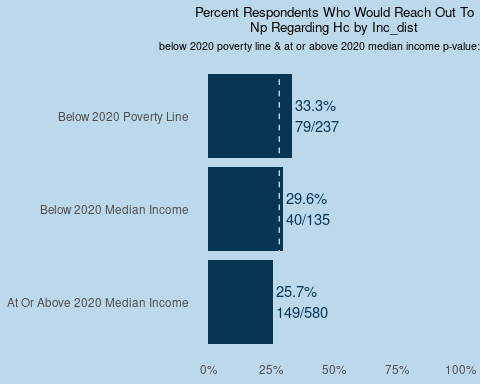 Percent Respondents Who Would Reach Out To
Np Regarding Hc by Inc_dist
below 2020 poverty line & at or above 2020 median income p-value:
Below 2020 Poverty Line
33.3%
79/237
Below 2020 Median Income
29.6%
40/135
At Or Above 2020 Median Income
25.7%
149/580
0% 25% 50% 75% 100%